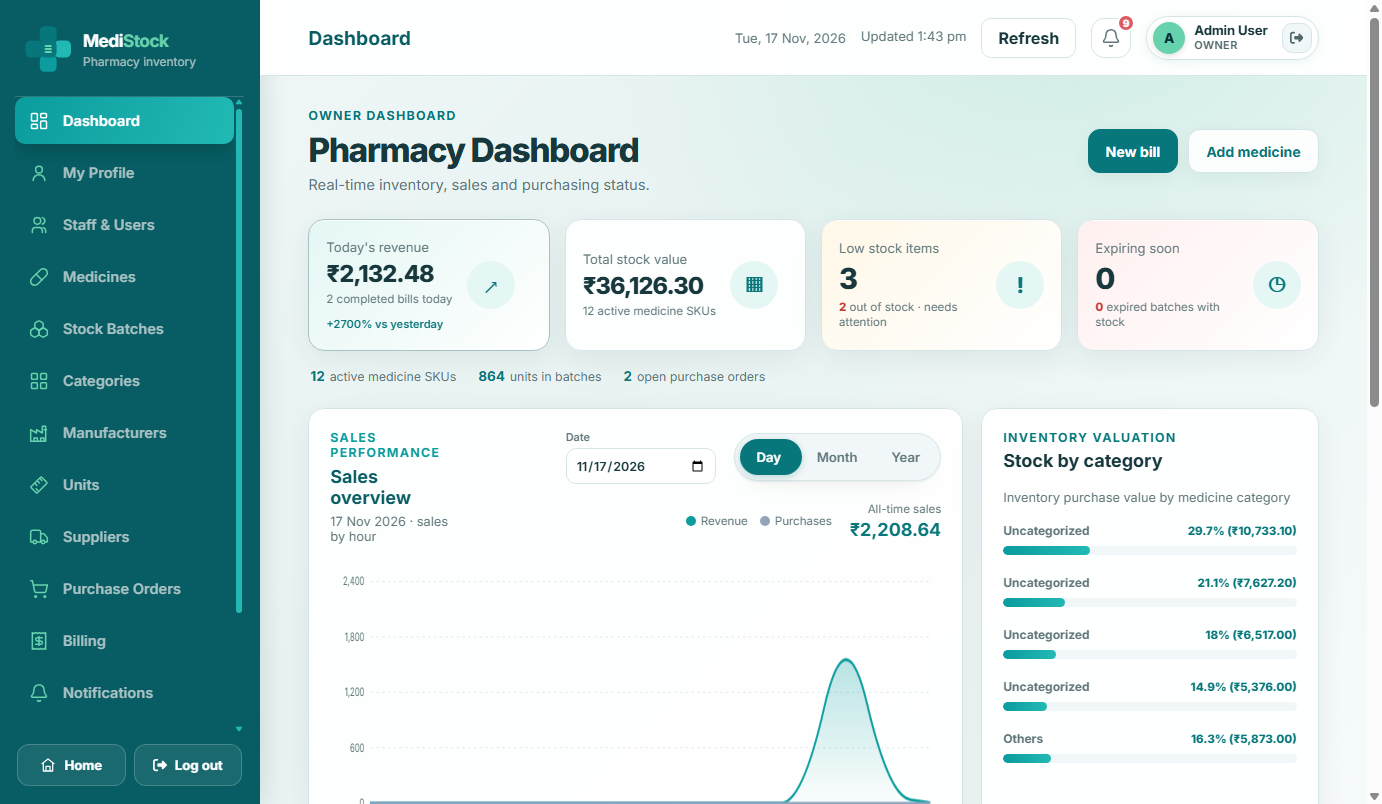 MediStock
Pharmacy inventory
Dashboard
My Profile
Staff & Users
Medicines
Stock Batches
Categories
Manufacturers
Units
Suppliers
Purchase Orders
Billing
Notifications
Home
Log out
Dashboard
Tue, 17 Nov, 2026
Updated 1:43 pm
Refresh
9
A
Admin User
OWNER
OWNER DASHBOARD
Pharmacy Dashboard
Real-time inventory, sales and purchasing status.
New bill
Add medicine
Today's revenue
₹2,132.48
2 completed bills today
+2700% vs yesterday
↗
Total stock value
₹36,126.30
12 active medicine SKUs
Low stock items
3
2 out of stock · needs
attention
!
Expiring soon
0
0 expired batches with
stock
12 active medicine SKUs
864 units in batches
2 open purchase orders
SALES
PERFORMANCE
Sales
overview
17 Nov 2026 · sales
by hour
Date
11/17/2026
Day
Month
Year
Revenue
Purchases
All-time sales
₹2,208.64
2,400
1,800
1,200
600
0
INVENTORY VALUATION
Stock by category
Inventory purchase value by medicine category
Uncategorized 29.7% (₹10,733.10)
Uncategorized 21.1% (₹7,627.20)
Uncategorized 18% (₹6,517.00)
Uncategorized 14.9% (₹5,376.00)
Others 16.3% (₹5,873.00)